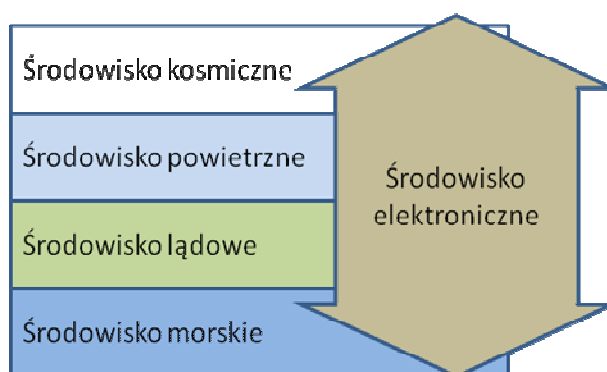 Środowisko kosmiczne
Środowisko powietrzne
Środowisko lądowe
Środowisko morskie
Środowisko
elektroniczne